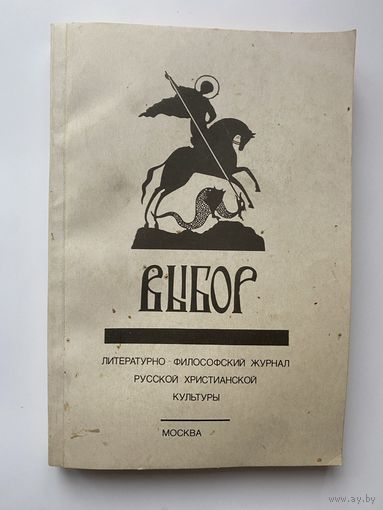 ВЫБОР
ЛИТЕРАТУРНО - ФИЛОСОФСКИЙ ЖУРНАЛ
РУССКОЙ ХРИСТИАНСКОЙ
КУЛЬТУРЫ
МОСКВА
www.ay.by